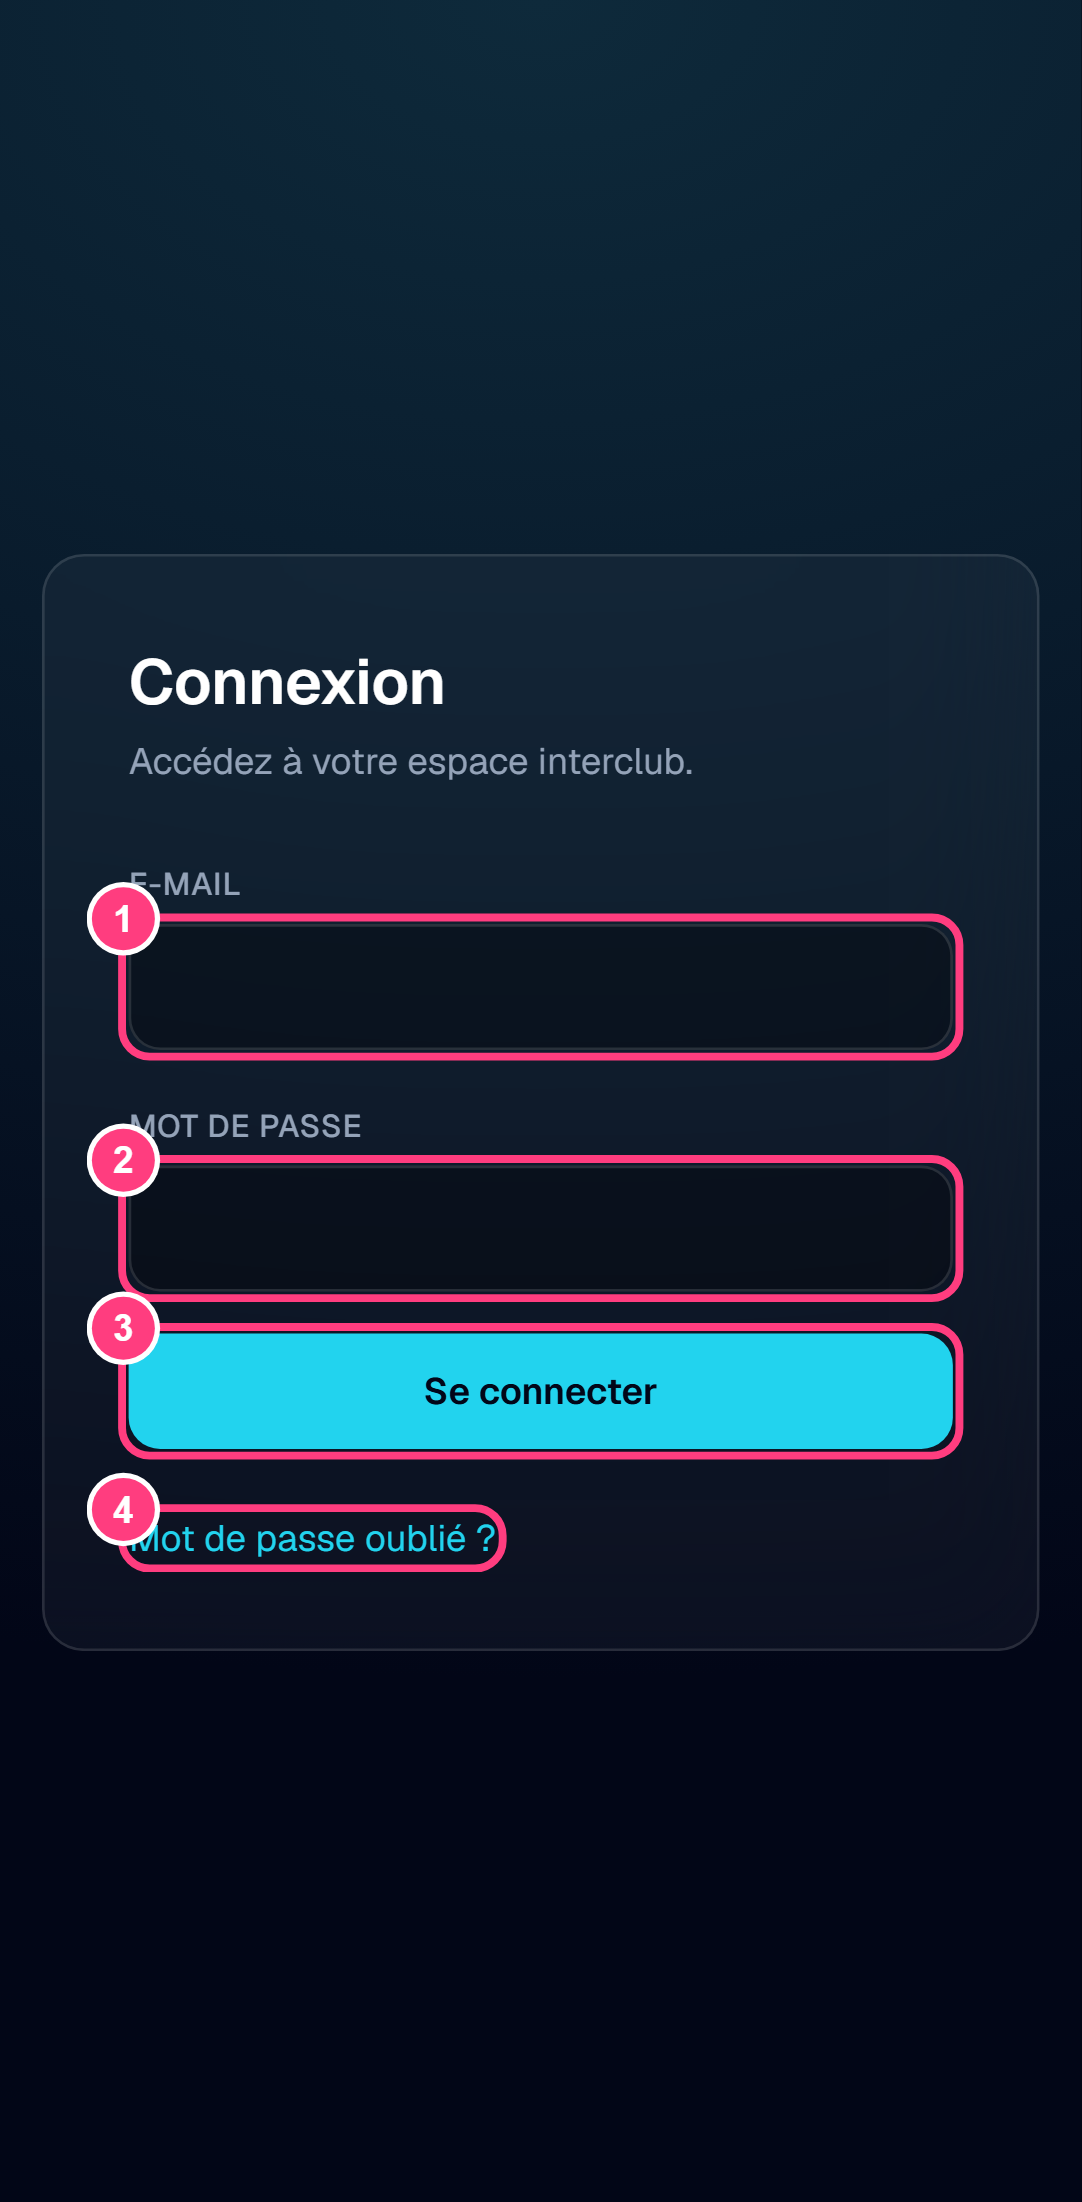 Connexion
Accédez à votre espace interclub.
E-MAIL
1
MOT DE PASSE
2
3
Se connecter
4
Mot de passe oublié ?